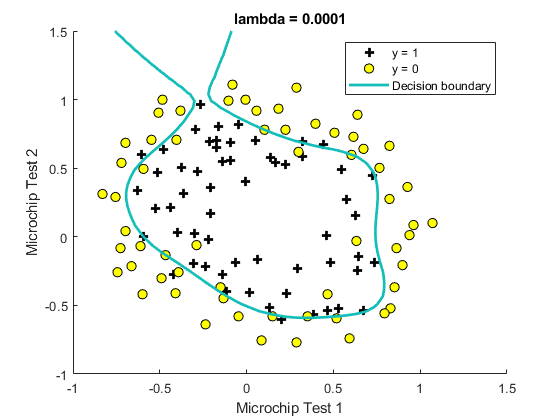 lambda = 0.0001
y = 1
y = 0
Decision boundary
Microchip Test 2
1.5
1
0.5
0
-0.5
-1
-1 -0.5 0 0.5 1 1.5
Microchip Test 1